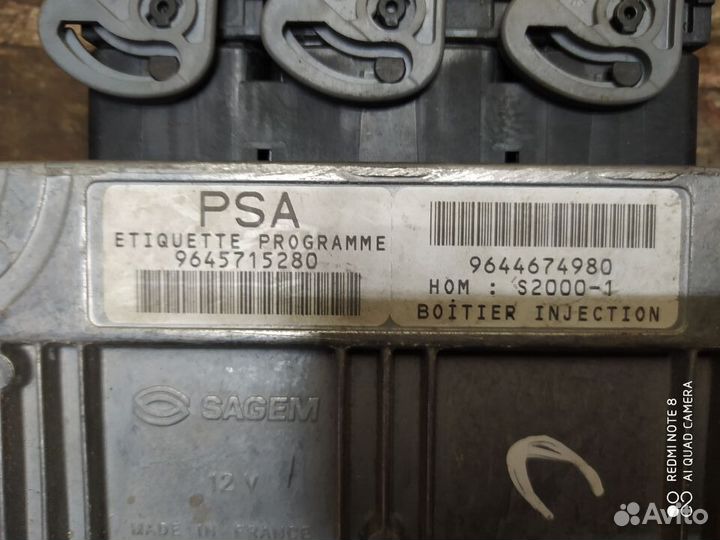 PSA
ETIQUETTE PROGRAMME
9645715280
9644674980
HOM : S2000-1
BOÎTIER INJECTION
SAGEM
12 V
MADE IN FRANCE
REDMI NOTE 8
AI QUAD CAMERA
Avito